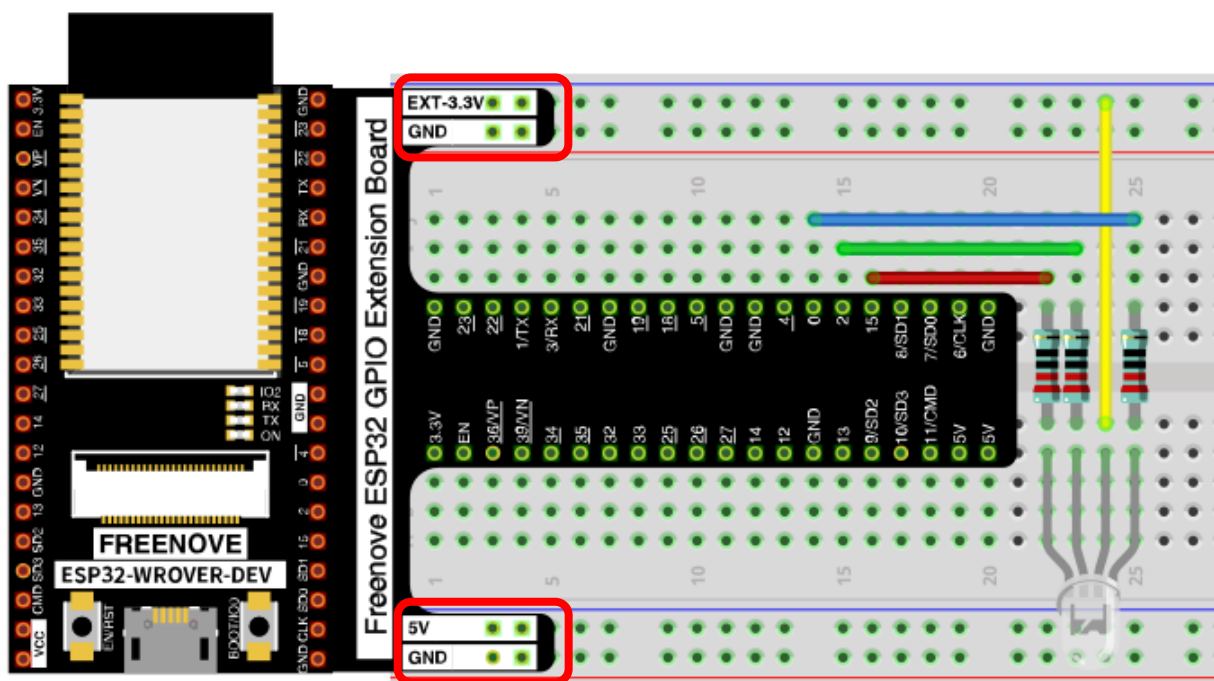 3.3V
EN
VP
VN
34
35
32
33
25
26
27
14
12
GND
13
SD2
SD3
CMD
VCC
GND
23
22
TX
RX
21
GND
19
18
5
GND
4
0
2
15
SD1
SD0
CLK
GND
IO2
RX
TX
ON
FREENOVE
ESP32-WROVER-DEV
EN/RST
BOOT/IO0
Freenove ESP32 GPIO Extension Board
EXT-3.3V
GND
1 5 10 15 20 25
GND 23 22 1/TX 3/RX 21 GND 19 18 5 GND GND 4 0 2 15 8/SD1 7/SD0 6/CLK GND
3.3V EN 36/VP 39/VN 34 35 32 33 25 26 27 14 12 GND 13 9/SD2 10/SD3 11/CMD 5V 5V
1 5 10 15 20 25
5V
GND